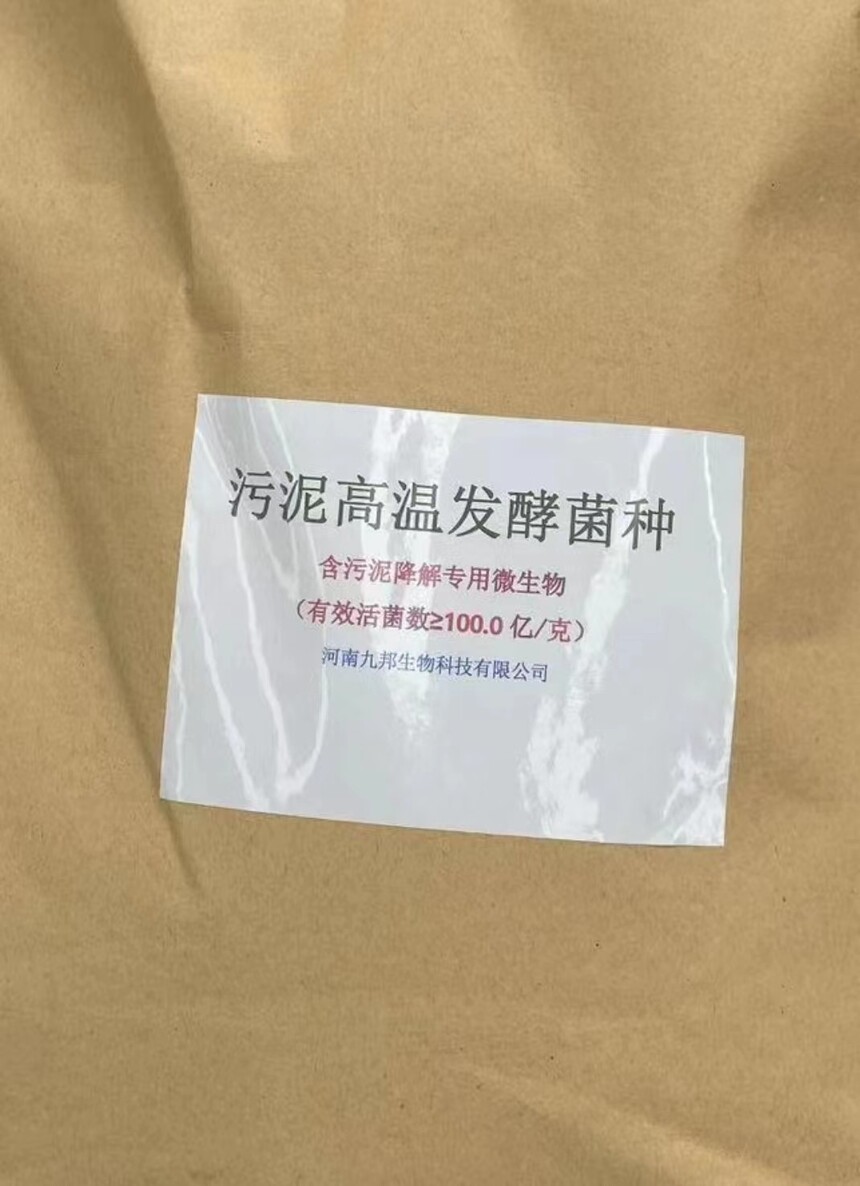 污泥高温发酵菌种
含污泥降解专用微生物
（有效活菌数≥100.0 亿/克）
河南九邦生物科技有限公司